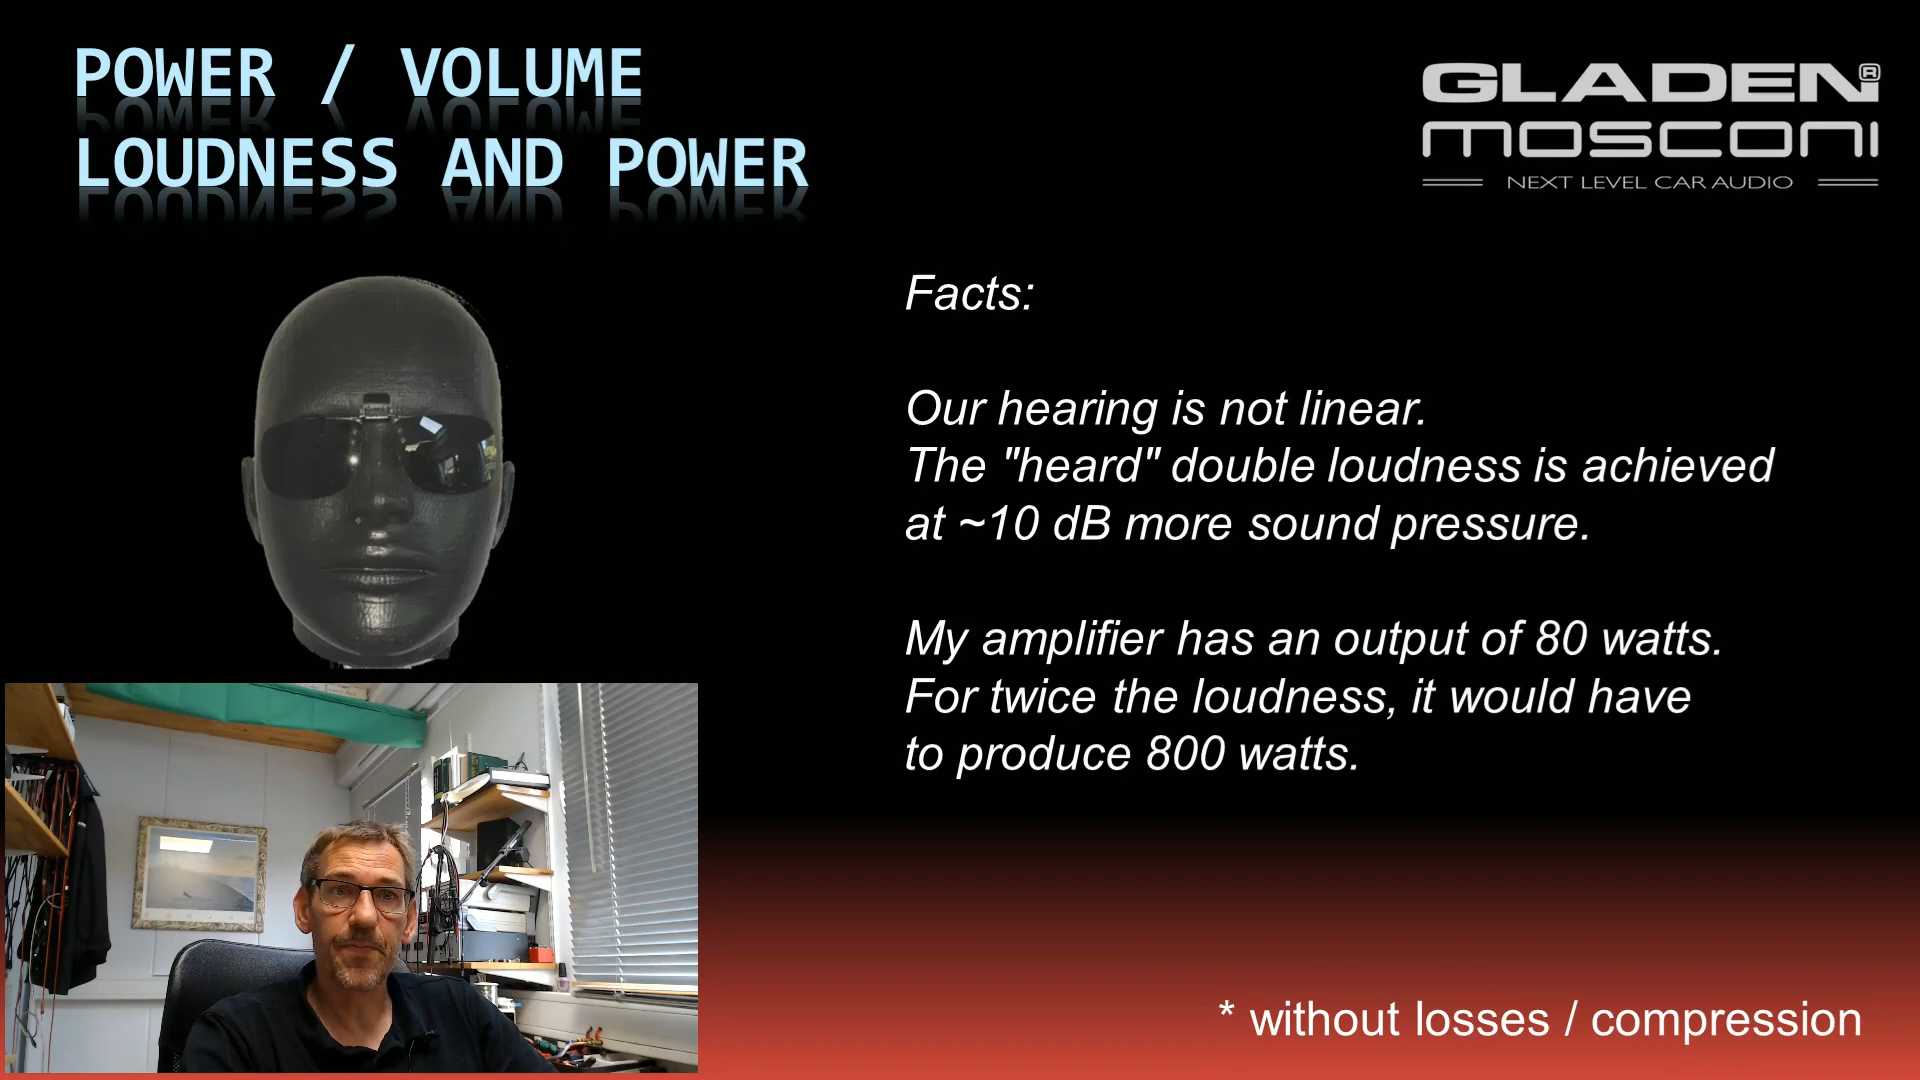 POWER / VOLUME
LOUDNESS AND POWER
GLADEN®
MOSCONI
NEXT LEVEL CAR AUDIO
Facts:
Our hearing is not linear.
The "heard" double loudness is achieved
at ~10 dB more sound pressure.
My amplifier has an output of 80 watts.
For twice the loudness, it would have
to produce 800 watts.
* without losses / compression